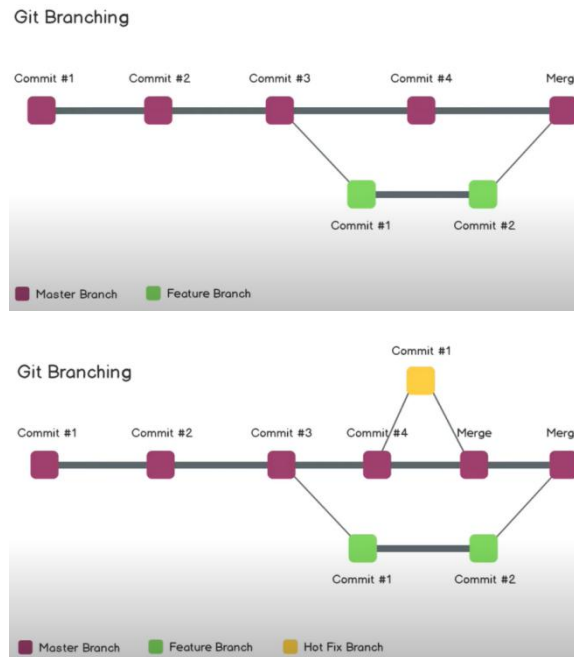 Git Branching
Commit #1 Commit #2 Commit #3 Commit #4 Merg
Commit #1 Commit #2
Master Branch Feature Branch
Commit #1
Git Branching
Commit #1 Commit #2 Commit #3 Commit #4 Merge Merg
Commit #1 Commit #2
Master Branch Feature Branch Hot Fix Branch